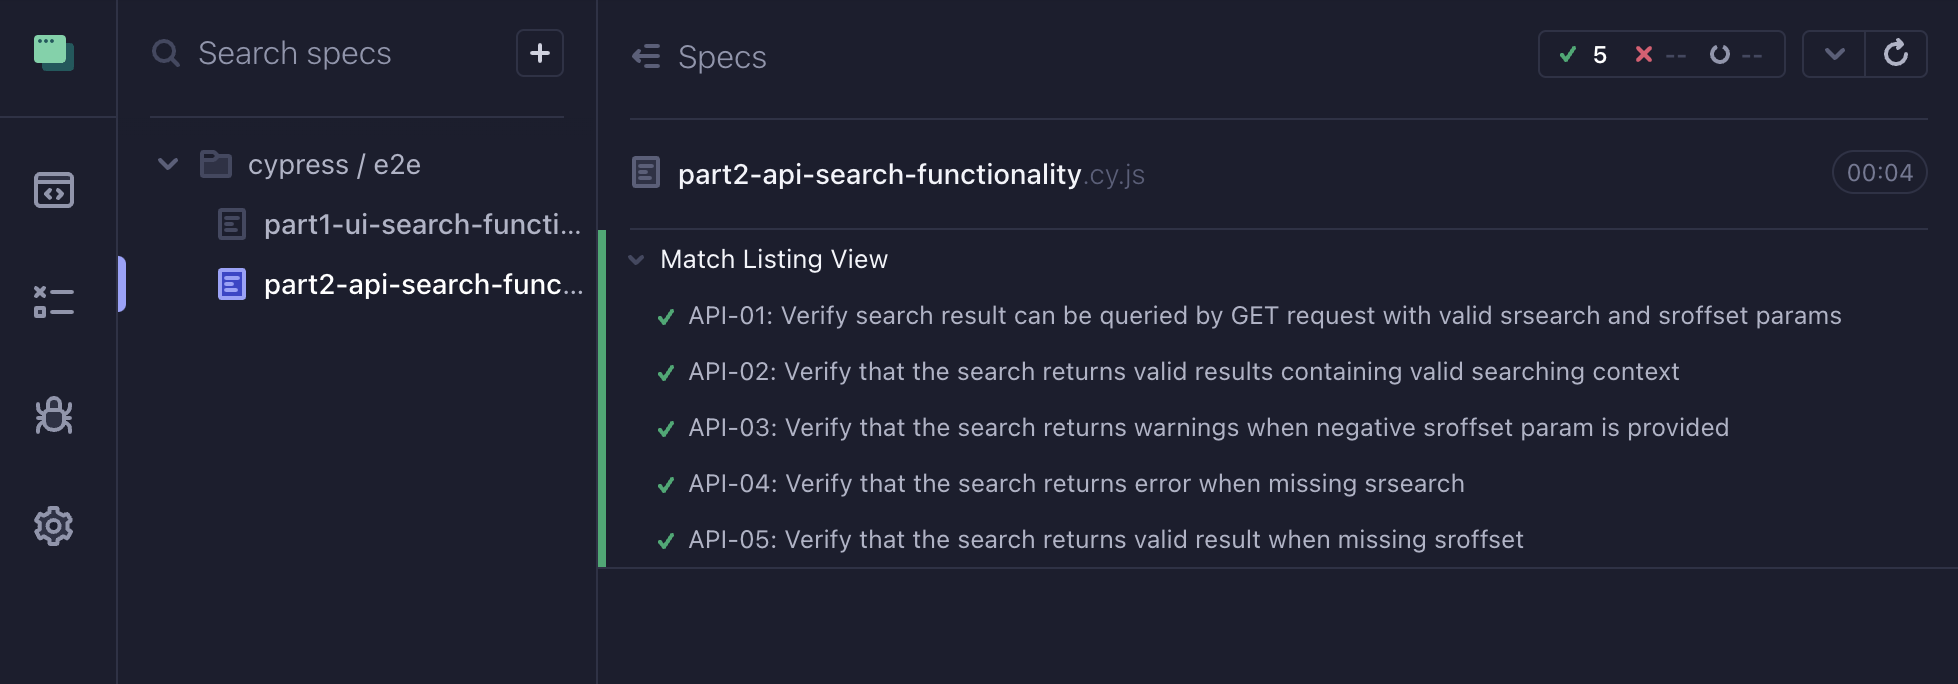 Search specs
+
cypress / e2e
part1-ui-search-functi...
part2-api-search-func...
Specs
5 -- --
part2-api-search-functionality.cy.js
00:04
Match Listing View
API-01: Verify search result can be queried by GET request with valid srsearch and sroffset params
API-02: Verify that the search returns valid results containing valid searching context
API-03: Verify that the search returns warnings when negative sroffset param is provided
API-04: Verify that the search returns error when missing srsearch
API-05: Verify that the search returns valid result when missing sroffset